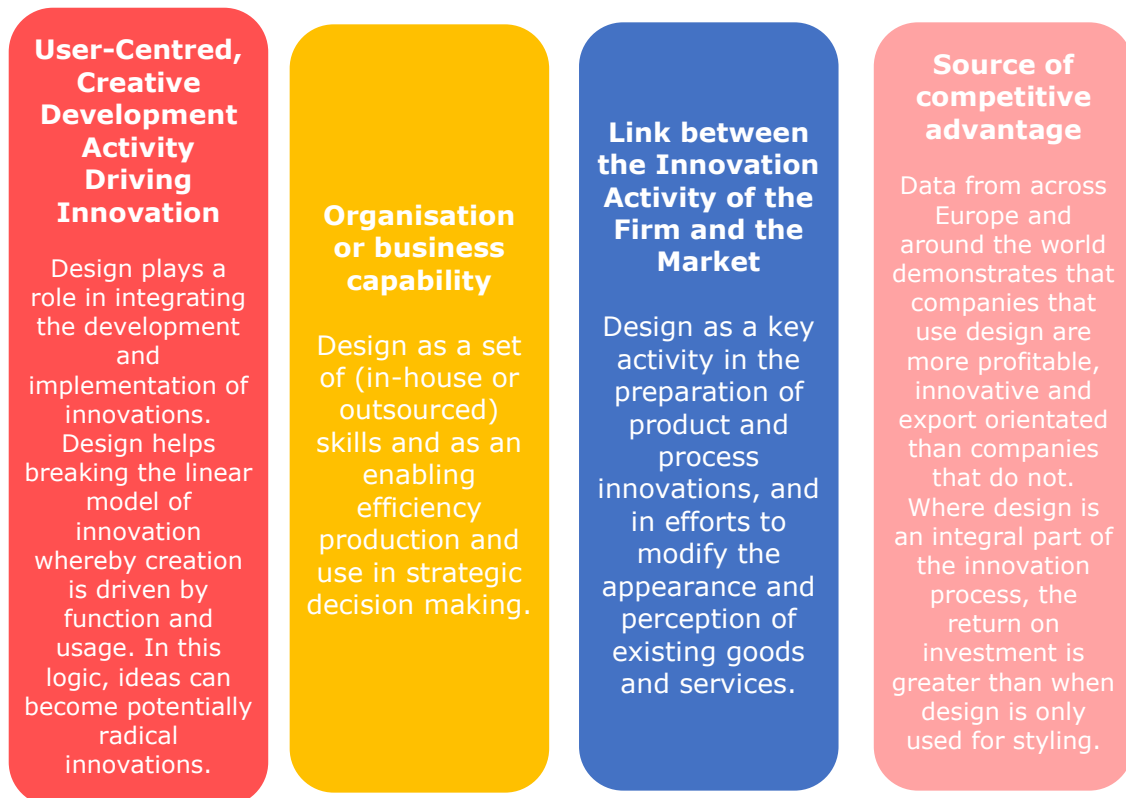 User–Centred,
Creative
Development
Activity
Driving
Innovation
Design plays a
role in integrating
the development
and
implementation of
innovations.
Design helps
breaking the linear
model of
innovation
whereby creation
is driven by
function and
usage. In this
logic, ideas can
become potentially
radical
innovations.
Organisation
or business
capability
Design as a set
of (in-house or
outsourced)
skills and as an
enabling
efficiency
production and
use in strategic
decision making.
Link between
the Innovation
Activity of the
Firm and the
Market
Design as a key
activity in the
preparation of
product and
process
innovations, and
in efforts to
modify the
appearance and
perception of
existing goods
and services.
Source of
competitive
advantage
Data from across
Europe and
around the world
demonstrates that
companies that
use design are
more profitable,
innovative and
export orientated
than companies
that do not.
Where design is
an integral part of
the innovation
process, the
return on
investment is
greater than when
design is only
used for styling.